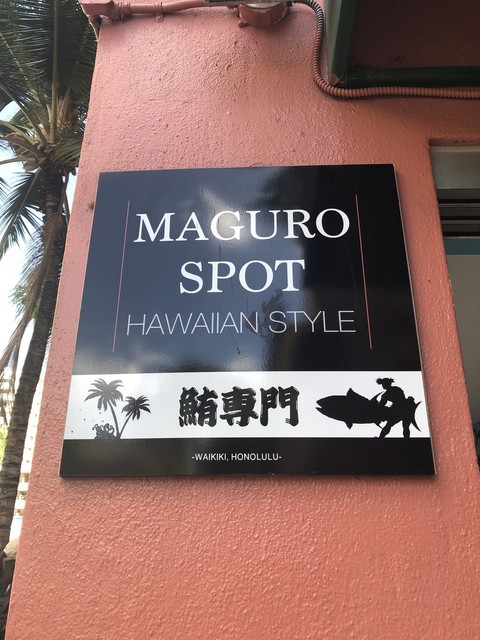 MAGURO
SPOT
HAWAIIAN STYLE
鮪専門
-WAIKIKI, HONOLULU-